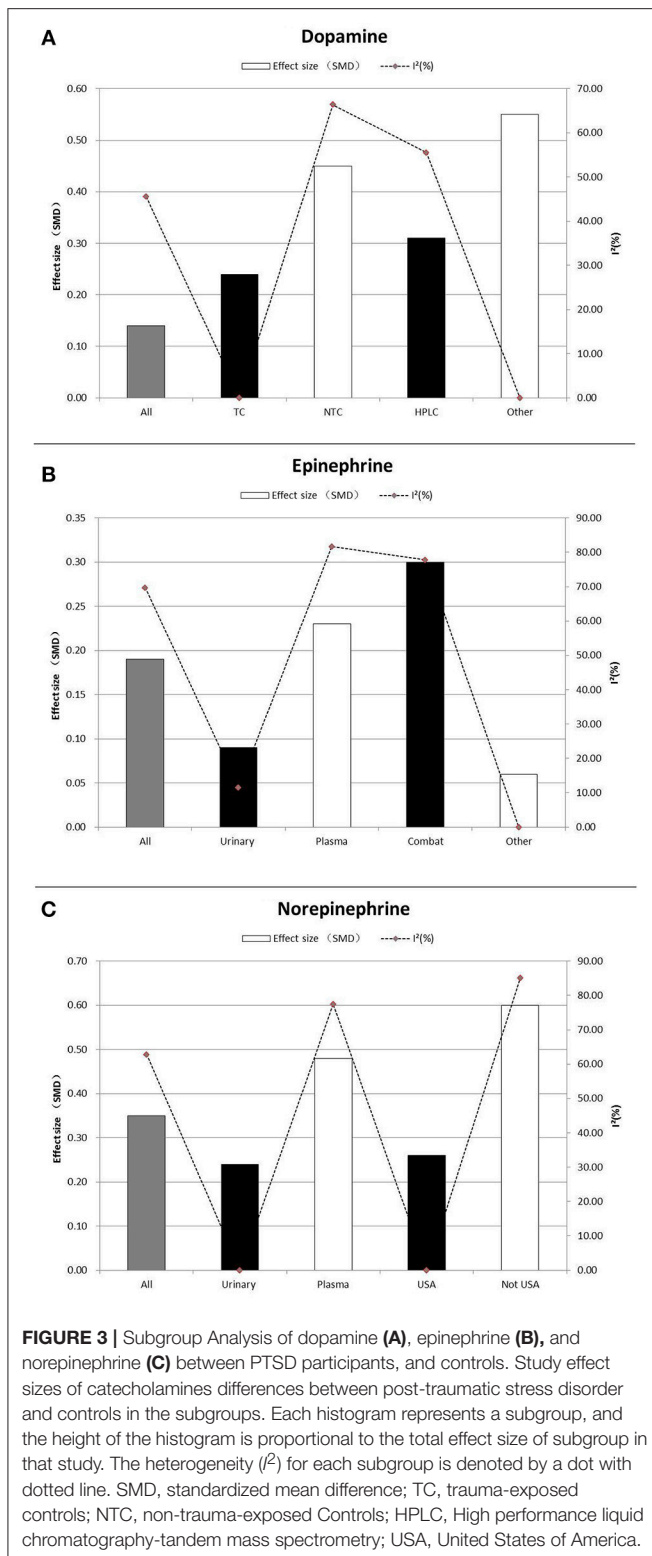 A
Dopamine
Effect size (SMD) I²(%)
0.60
0.50
0.40
0.30
0.20
0.10
0.00
Effect size (SMD)
70.00
60.00
50.00
40.00
30.00
20.00
10.00
0.00
I²(%)
All TC NTC HPLC Other
B
Epinephrine
Effect size (SMD) I²(%)
0.35
0.30
0.25
0.20
0.15
0.10
0.05
0.00
Effect size (SMD)
90.00
80.00
70.00
60.00
50.00
40.00
30.00
20.00
10.00
0.00
I²(%)
All Urinary Plasma Combat Other
C
Norepinephrine
Effect size (SMD) I²(%)
0.70
0.60
0.50
0.40
0.30
0.20
0.10
0.00
Effect size (SMD)
90.00
80.00
70.00
60.00
50.00
40.00
30.00
20.00
10.00
0.00
I²(%)
All Urinary Plasma USA Not USA
FIGURE 3 | Subgroup Analysis of dopamine (A), epinephrine (B), and
norepinephrine (C) between PTSD participants, and controls. Study effect
sizes of catecholamines differences between post-traumatic stress disorder
and controls in the subgroups. Each histogram represents a subgroup, and
the height of the histogram is proportional to the total effect size of subgroup in
that study. The heterogeneity (I²) for each subgroup is denoted by a dot with
dotted line. SMD, standardized mean difference; TC, trauma-exposed
controls; NTC, non-trauma-exposed Controls; HPLC, High performance liquid
chromatography-tandem mass spectrometry; USA, United States of America.